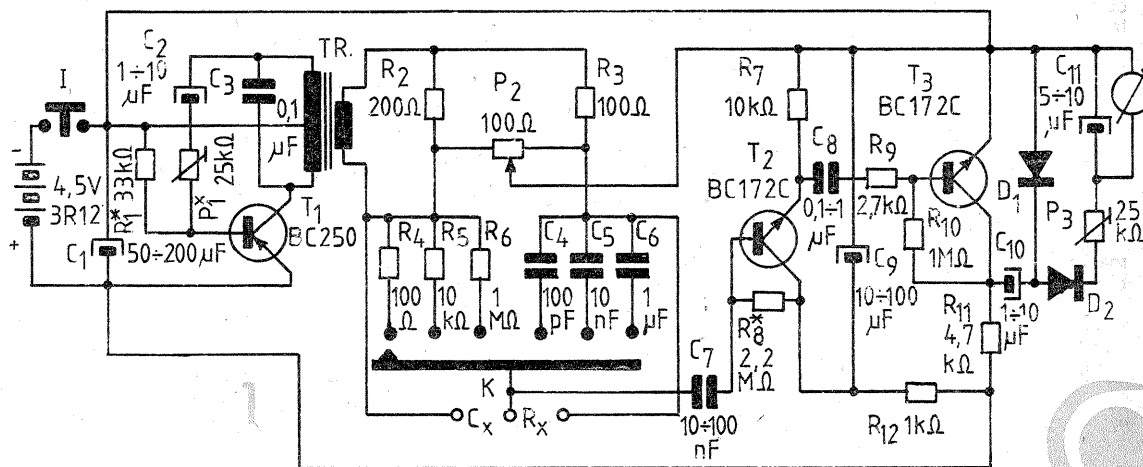 I
-
4,5V
3R12
+
C1
50÷200µF
R1*
33kΩ
C2
1÷10
µF
P1*
25kΩ
C3
0,1
µF
T1
BC250
TR.
R2
200Ω
P2
100Ω
R3
100Ω
R4
100
Ω
R5
10
kΩ
R6
1
MΩ
C4
100
pF
C5
10
nF
C6
1
µF
K
Cx
Rx
C7
10÷100
nF
R7
10kΩ
T2
BC172C
R8*
2,2
MΩ
C8
0,1÷1
µF
R9
2,7kΩ
C9
10÷100
µF
T3
BC172C
R10
1MΩ
R12 1kΩ
R11
4,7
kΩ
C10
1÷10
µF
D1
D2
C11
5÷10
µF
P3
25
kΩ